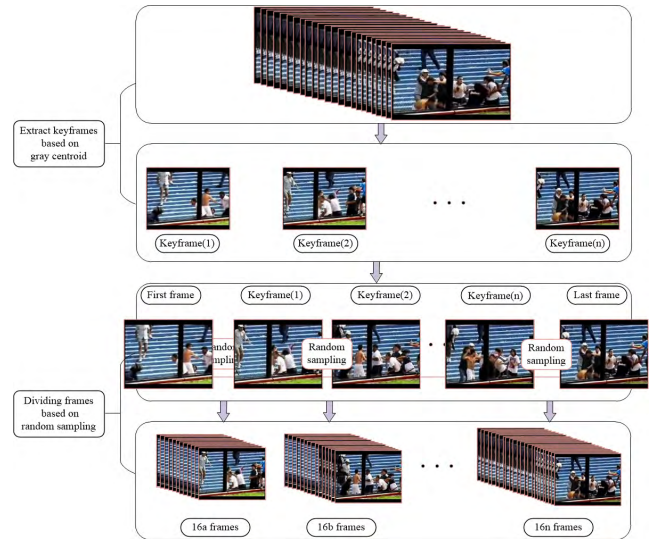 Extract keyframes
based on
gray centroid
Keyframe(1)
Keyframe(2)
. . .
Keyframe(n)
First frame
Keyframe(1)
Keyframe(2)
Keyframe(n)
Last frame
Random
sampling
Random
sampling
Dividing frames
based on
random sampling
. . .
16a frames
16b frames
16n frames